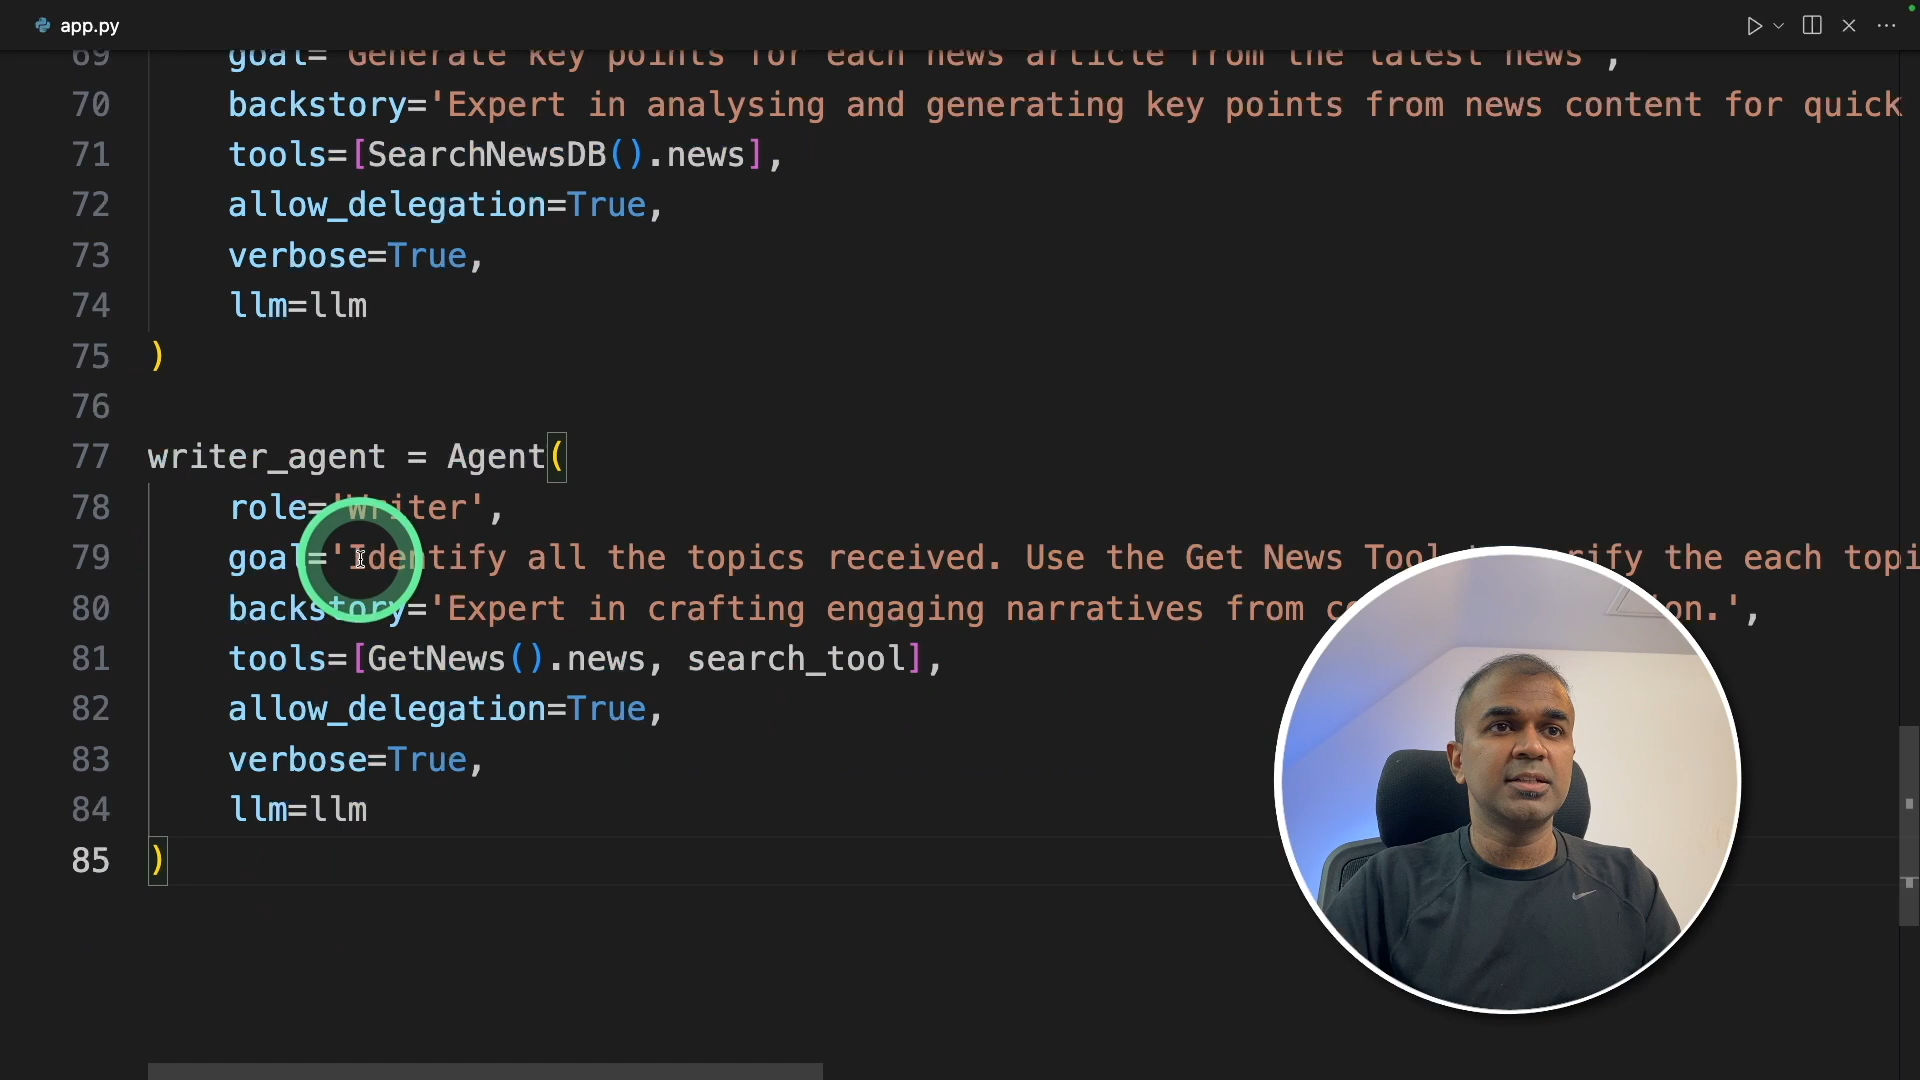 app.py
69 goal='Generate key points for each news article from the latest news',
70 backstory='Expert in analysing and generating key points from news content for quick
71 tools=[SearchNewsDB().news],
72 allow_delegation=True,
73 verbose=True,
74 llm=llm
75 )
76
77 writer_agent = Agent(
78 role='Writer',
79 goal='Identify all the topics received. Use the Get News Tool the each topi
80 backstory='Expert in crafting engaging narratives from
81 tools=[GetNews().news, search_tool],
82 allow_delegation=True,
83 verbose=True,
84 llm=llm
85 )